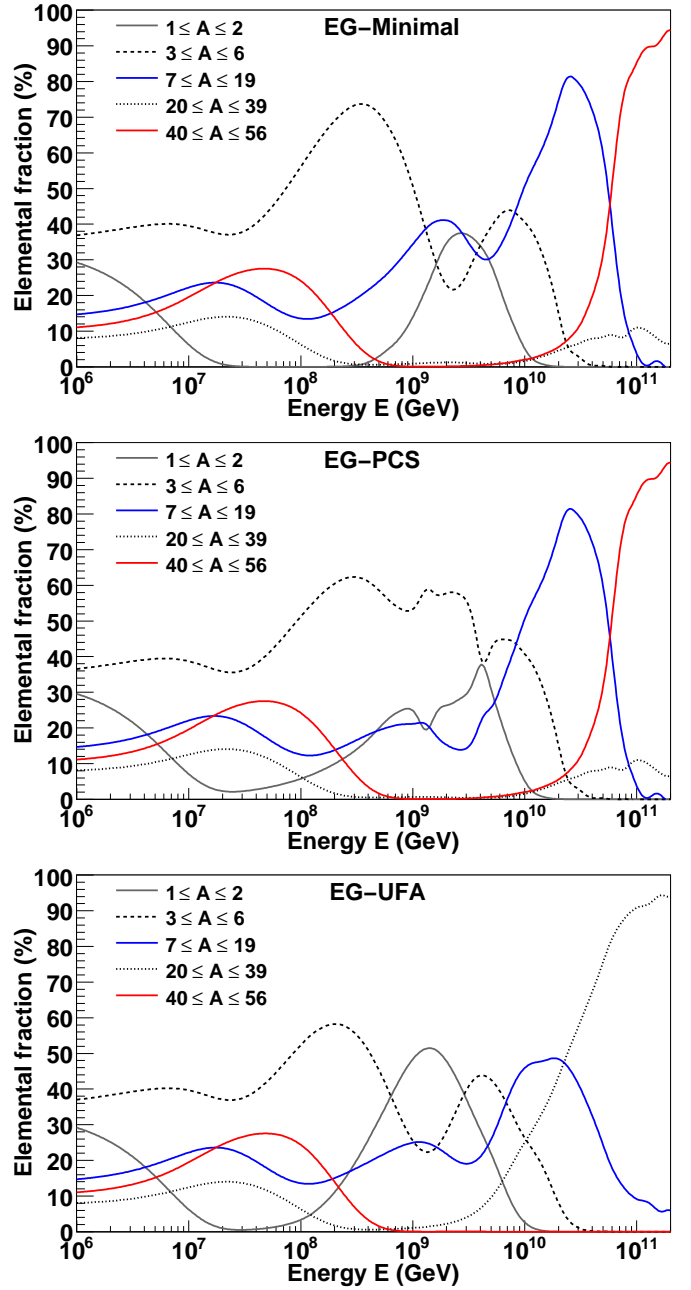 EG−Minimal
1 ≤ A ≤ 2
3 ≤ A ≤ 6
7 ≤ A ≤ 19
20 ≤ A ≤ 39
40 ≤ A ≤ 56
Elemental fraction (%)
100
90
80
70
60
50
40
30
20
10
0
10^6 10^7 10^8 10^9 10^10 10^11
Energy E (GeV)
EG−PCS
1 ≤ A ≤ 2
3 ≤ A ≤ 6
7 ≤ A ≤ 19
20 ≤ A ≤ 39
40 ≤ A ≤ 56
Elemental fraction (%)
100
90
80
70
60
50
40
30
20
10
0
10^6 10^7 10^8 10^9 10^10 10^11
Energy E (GeV)
EG−UFA
1 ≤ A ≤ 2
3 ≤ A ≤ 6
7 ≤ A ≤ 19
20 ≤ A ≤ 39
40 ≤ A ≤ 56
Elemental fraction (%)
100
90
80
70
60
50
40
30
20
10
0
10^6 10^7 10^8 10^9 10^10 10^11
Energy E (GeV)